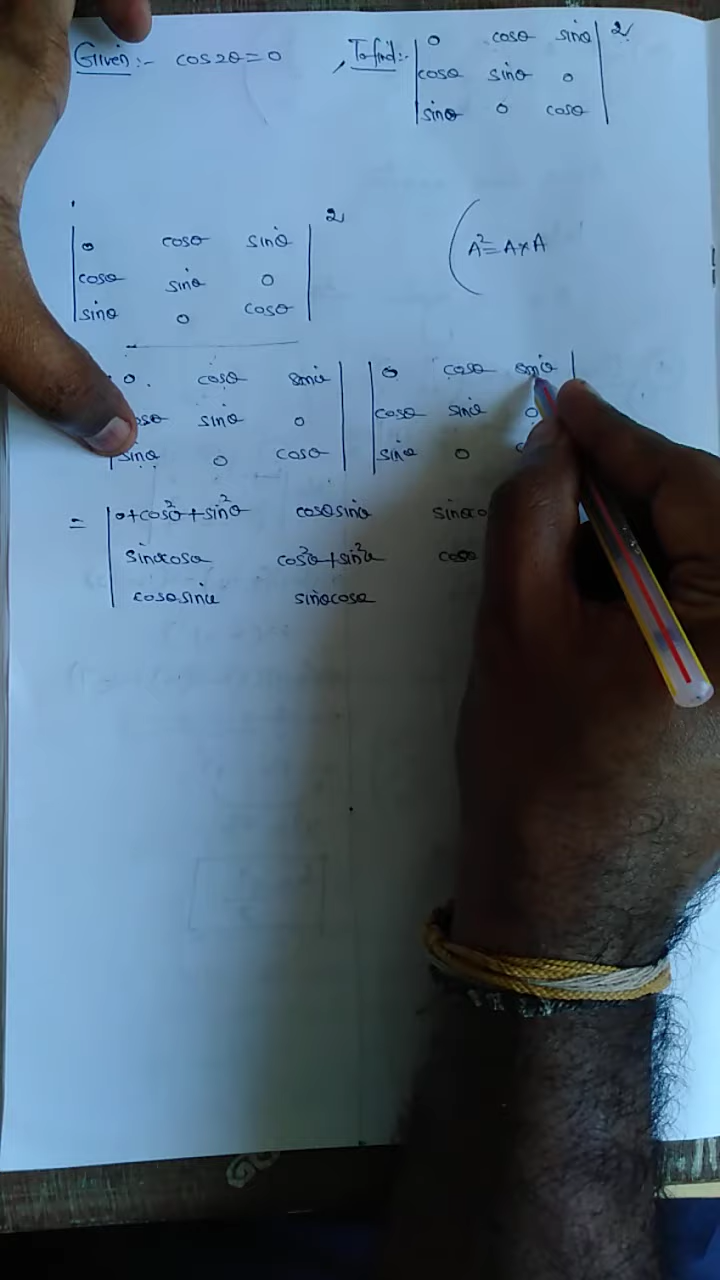 Given :- cos2θ=0 , To find:- | 0 cosθ sinθ |²
| cosθ sinθ 0 |
| sinθ 0 cosθ |
| 0 cosθ sinθ |²
(A²=A×A
| cosθ sinθ 0 |
| sinθ 0 cosθ |
0 cosθ sinθ | | 0 cosθ sinθ |
sinθ 0 | | cosθ sinθ 0
| sinθ 0 cosθ | | sinθ 0
= | 0+cos²θ+sin²θ cosθsinθ
sinθcosθ cos²θ+sin²θ
cosθsinθ sinθcosθ